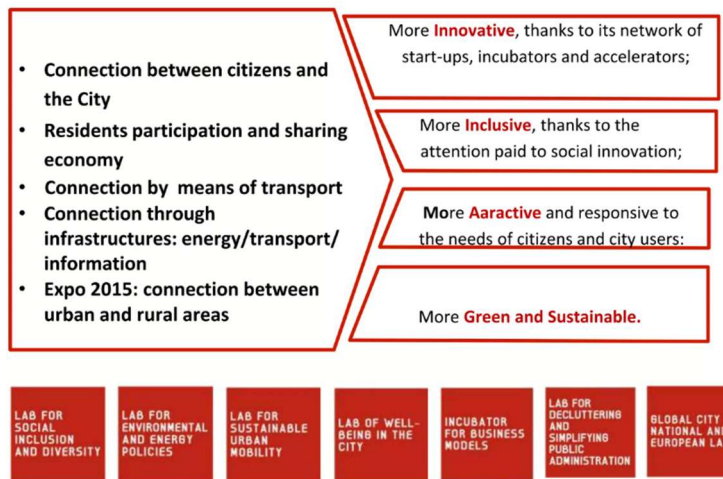 • Connection between citizens and
the City
• Residents participation and sharing
economy
• Connection by means of transport
• Connection through
infrastructures: energy/transport/
information
• Expo 2015: connection between
urban and rural areas
More Innovative, thanks to its network of
start-ups, incubators and accelerators;
More Inclusive, thanks to the
attention paid to social innovation;
More Aaractive and responsive to
the needs of citizens and city users:
More Green and Sustainable.
LAB FOR
SOCIAL
INCLUSION
AND DIVERSITY
LAB FOR
ENVIRONMENTAL
AND ENERGY
POLICIES
LAB FOR
SUSTAINABLE
URBAN
MOBILITY
LAB OF WELL-
BEING IN THE
CITY
INCUBATOR
FOR BUSINESS
MODELS
LAB FOR
DECLUTTERING
AND
SIMPLIFYING
PUBLIC
ADMINISTRATION
GLOBAL CITY
NATIONAL AND
EUROPEAN LA